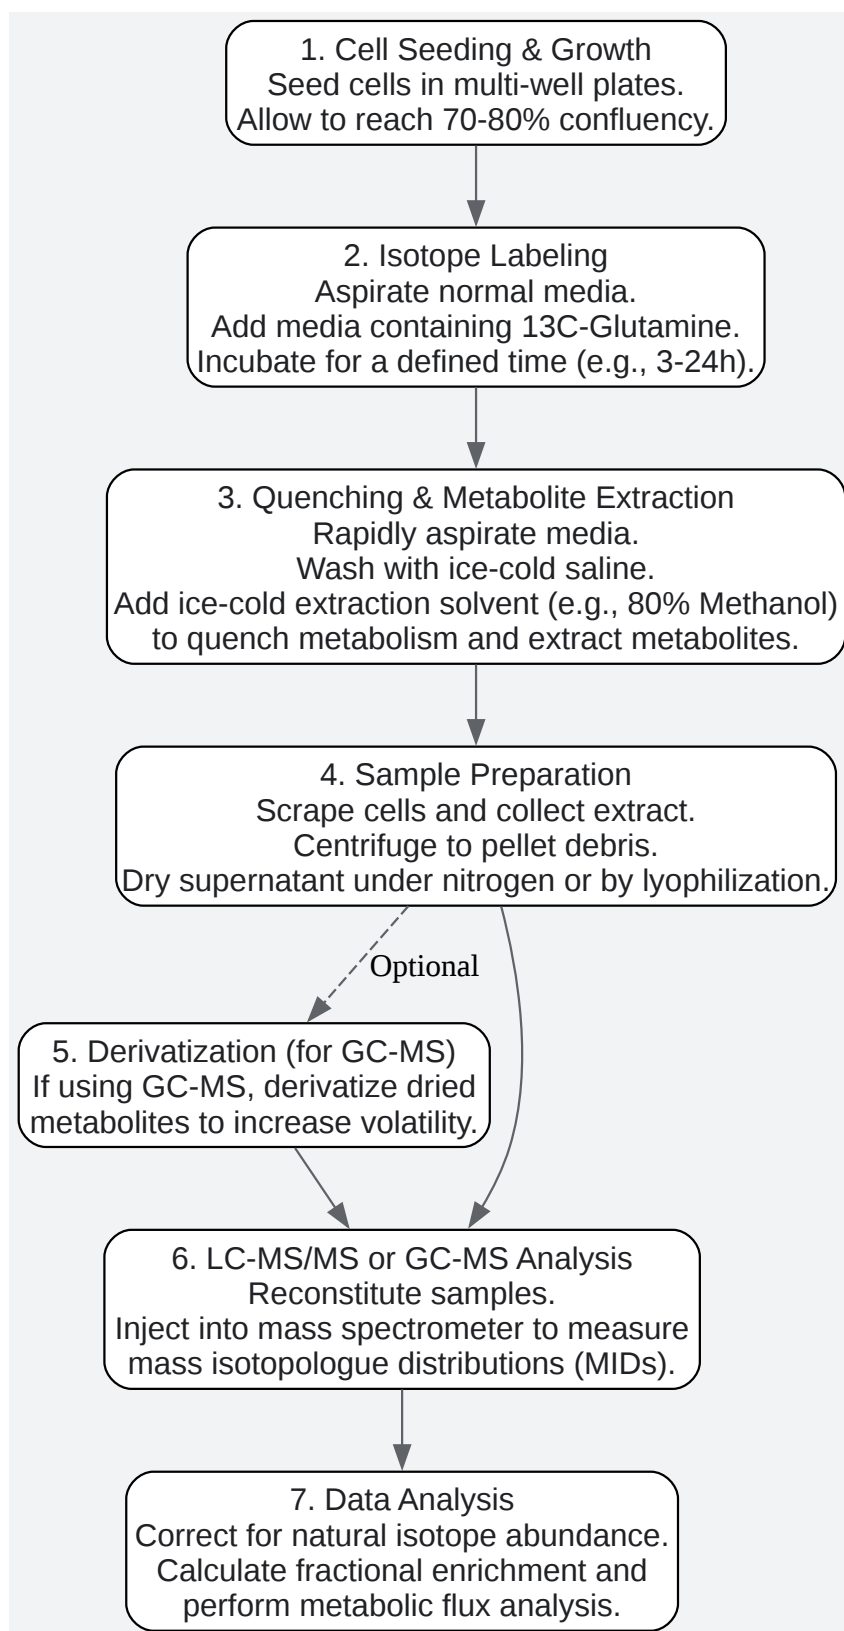 1. Cell Seeding & Growth
Seed cells in multi-well plates.
Allow to reach 70-80% confluency.
2. Isotope Labeling
Aspirate normal media.
Add media containing 13C-Glutamine.
Incubate for a defined time (e.g., 3-24h).
3. Quenching & Metabolite Extraction
Rapidly aspirate media.
Wash with ice-cold saline.
Add ice-cold extraction solvent (e.g., 80% Methanol)
to quench metabolism and extract metabolites.
4. Sample Preparation
Scrape cells and collect extract.
Centrifuge to pellet debris.
Dry supernatant under nitrogen or by lyophilization.
Optional
5. Derivatization (for GC-MS)
If using GC-MS, derivatize dried
metabolites to increase volatility.
6. LC-MS/MS or GC-MS Analysis
Reconstitute samples.
Inject into mass spectrometer to measure
mass isotopologue distributions (MIDs).
7. Data Analysis
Correct for natural isotope abundance.
Calculate fractional enrichment and
perform metabolic flux analysis.